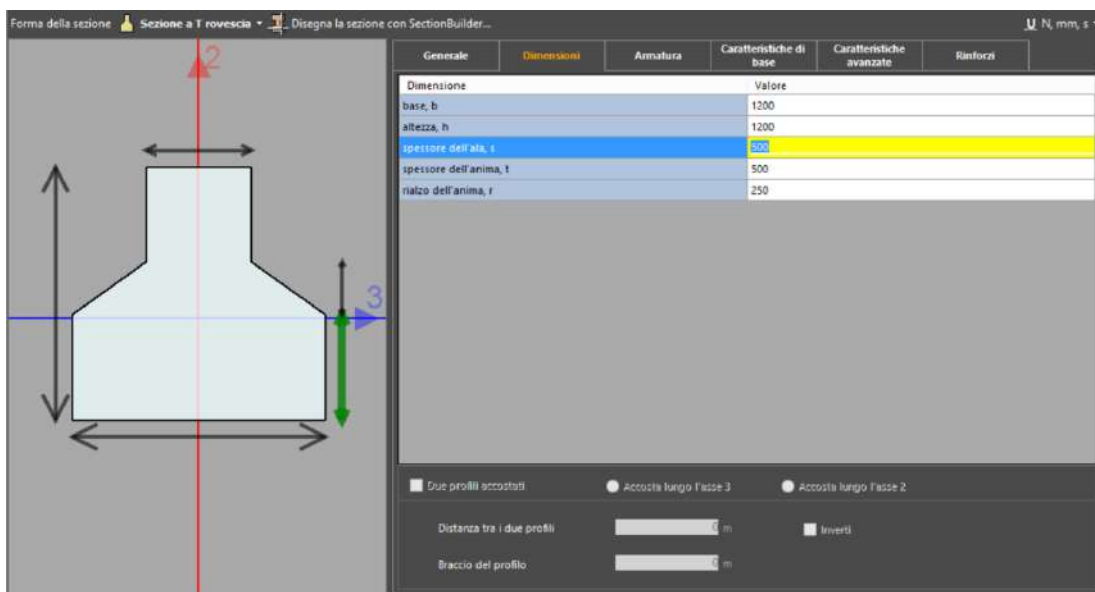 Forma della sezione Sezione a T rovescia Disegna la sezione con SectionBuilder... U N, mm, s
2
3
Generale Dimensioni Armatura Caratteristiche di base Caratteristiche avanzate Rinforzi
Dimensione Valore
base, b 1200
altezza, h 1200
spessore dell'ala, s 500
spessore dell'anima, t 500
rialzo dell'anima, r 250
Due profili accostati Accosta lungo l'asse 3 Accosta lungo l'asse 2
Distanza tra i due profili 0 m Inverti
Braccio del profilo 0 m